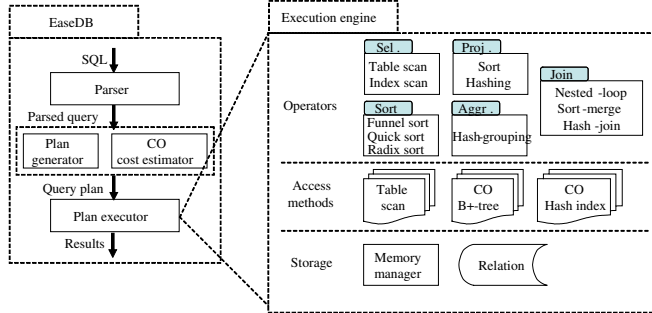 EaseDB
SQL
Parser
Parsed query
Plan
generator
CO
cost estimator
Query plan
Plan executor
Results
Execution engine
Operators
Sel .
Table scan
Index scan
Proj .
Sort
Hashing
Join
Nested -loop
Sort -merge
Hash -join
Sort
Funnel sort
Quick sort
Radix sort
Aggr .
Hash-grouping
Access
methods
Table
scan
CO
B+-tree
CO
Hash index
Storage
Memory
manager
Relation